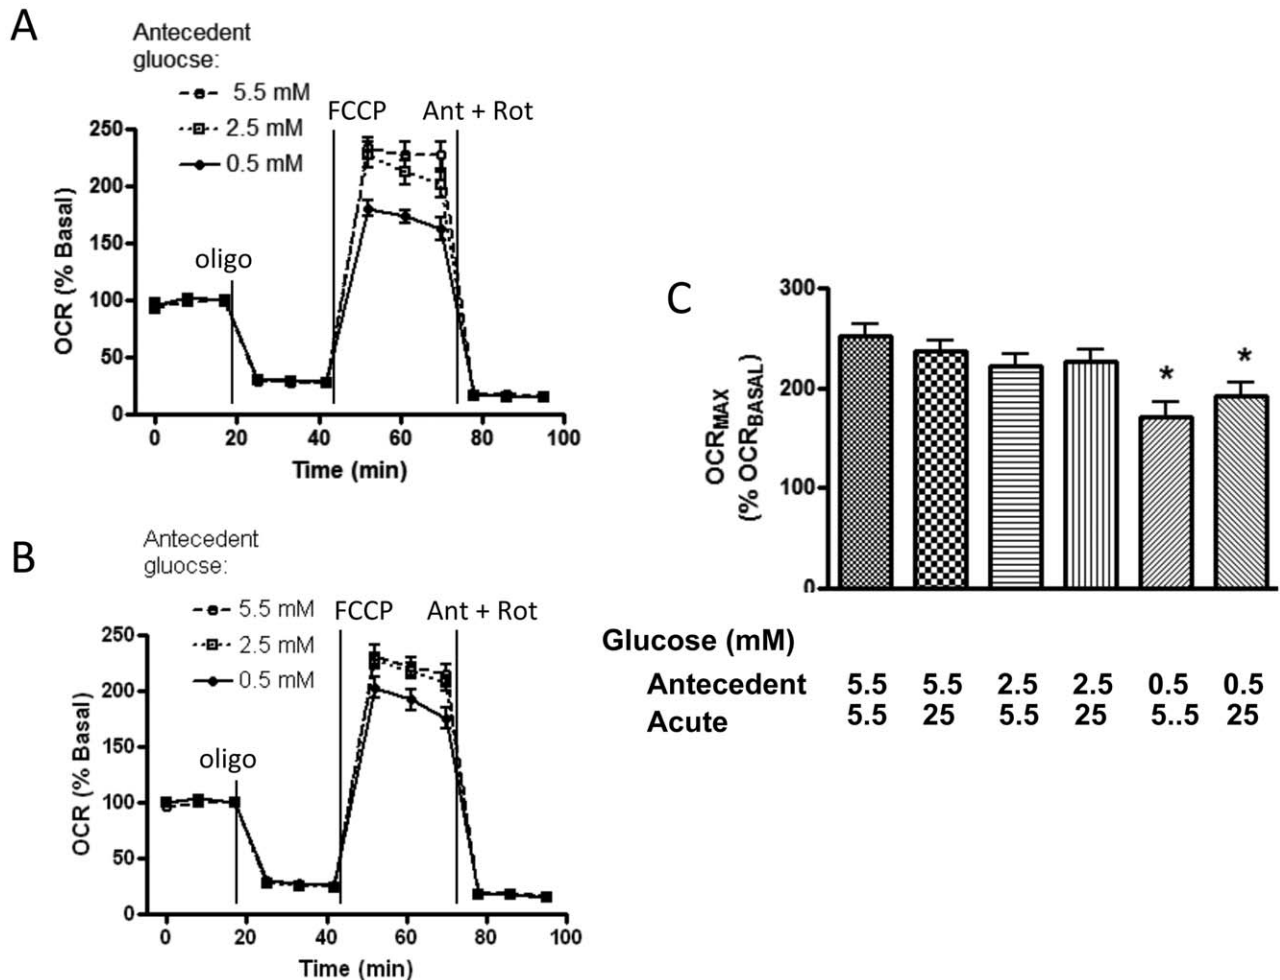 A
Antecedent
gluocse:
5.5 mM
2.5 mM
0.5 mM
FCCP
Ant + Rot
oligo
OCR (% Basal)
250
200
150
100
50
0
0 20 40 60 80 100
Time (min)
B
Antecedent
gluocse:
5.5 mM
2.5 mM
0.5 mM
FCCP
Ant + Rot
oligo
OCR (% Basal)
250
200
150
100
50
0
0 20 40 60 80 100
Time (min)
C
OCRMAX
(% OCRBASAL)
300
200
100
0
* *
Glucose (mM)
Antecedent 5.5 5.5 2.5 2.5 0.5 0.5
Acute 5.5 25 5.5 25 5..5 25